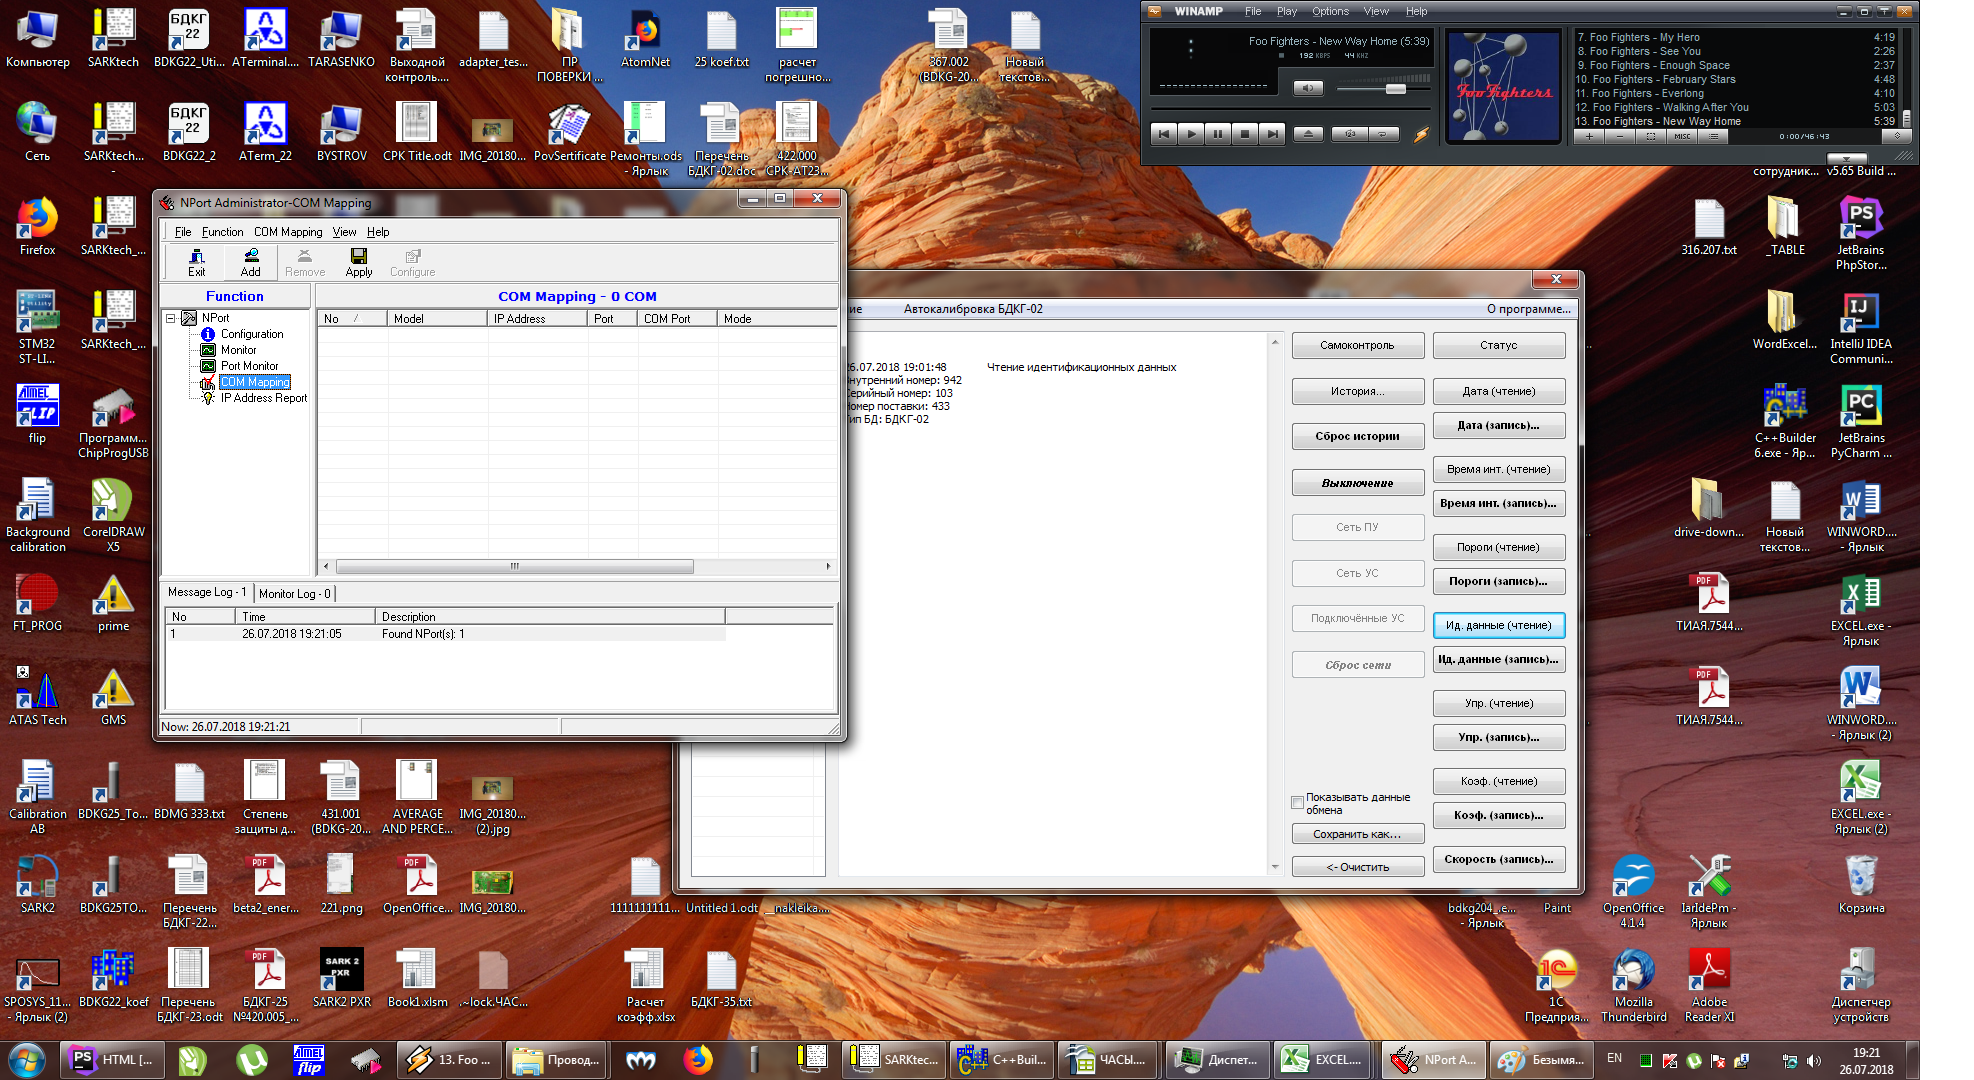 Компьютер
SARKtech
BDKG22_Uti...
ATerminal....
TARASENKO
Выходной
контроль....
adapter_tes...
ПР
ПОВЕРКИ ...
AtomNet
25 koef.txt
расчет
погрешно...
367.002
(BDKG-20...
Новый
текстов...
Сеть
SARKtech...
-
BDKG22_2
ATerm_22
BYSTROV
CPK Title.odt
IMG_20180...
PovSertificate
Ремонты.ods
- Ярлык
Перечень
БДКГ-02.doc
422.000
СРК-АТ23...
WINAMP
File Play Options View Help
Foo Fighters - New Way Home (5:39)
192 KBPS 44 KHZ
Foo Fighters
7. Foo Fighters - My Hero 4:19
8. Foo Fighters - See You 2:26
9. Foo Fighters - Enough Space 2:37
10. Foo Fighters - February Stars 4:48
11. Foo Fighters - Everlong 4:10
12. Foo Fighters - Walking After You 5:03
13. Foo Fighters - New Way Home 5:39
MISC
0:00/46:43
сотрудник...
v5.65 Build ...
Firefox
SARKtech_...
316.207.txt
_TABLE
JetBrains
PhpStor...
STM32
ST-LI...
SARKtech_...
WordExcel...
IntelliJ IDEA
Communi...
flip
Программ...
ChipProgUSB
C++Builder
6.exe - Яр...
JetBrains
PyCharm ...
Background
calibration
CorelDRAW
X5
drive-down...
Новый
текстов...
WINWORD....
- Ярлык
FT_PROG
prime
ТИАЯ.7544...
EXCEL.exe -
Ярлык
ATAS Tech
GMS
ТИАЯ.7544...
WINWORD....
- Ярлык (2)
NPort Administrator-COM Mapping
File Function COM Mapping View Help
Exit Add Remove Apply Configure
Function
COM Mapping - 0 COM
NPort
Configuration
Monitor
Port Monitor
COM Mapping
IP Address Report
No Model IP Address Port COM Port Mode
Message Log - 1 Monitor Log - 0
No Time Description
1 26.07.2018 19:21:05 Found NPort(s): 1
Now: 26.07.2018 19:21:21
ие Автокалибровка БДКГ-02 О программе...
26.07.2018 19:01:48 Чтение идентификационных данных
Внутренний номер: 942
Серийный номер: 103
Номер поставки: 433
Тип БД: БДКГ-02
Самоконтроль Статус
История... Дата (чтение)
Сброс истории Дата (запись)...
Выключение Время инт. (чтение)
Время инт. (запись)...
Сеть ПУ Пороги (чтение)
Сеть УС Пороги (запись)...
Подключённые УС Ид. данные (чтение)
Сброс сети Ид. данные (запись)...
Упр. (чтение)
Упр. (запись)...
Коэф. (чтение)
Показывать данные
обмена
Коэф. (запись)...
Сохранить как...
Скорость (запись)...
<- Очистить
Calibration
AB
BDKG25_To...
BDMG 333.txt
Степень
защиты д...
431.001
(BDKG-20...
AVERAGE
AND PERCE...
IMG_20180...
(2).jpg
EXCEL.exe -
Ярлык (2)
SARK2
BDKG25TO...
Перечень
БДКГ-22...
beta2_ener...
221.png
OpenOffice...
IMG_20180...
1111111111...
Untitled 1.odt
__nakleika....
bdkg204_.e...
- Ярлык
Paint
OpenOffice
4.1.4
IarIdePm -
Ярлык
Корзина
SPOSYS_11...
- Ярлык (2)
BDKG22_koef
Перечень
БДКГ-23.odt
БДКГ-25
№420.005_...
SARK2 PXR
Book1.xlsm
.~lock.ЧАС...
Расчет
коэфф.xlsx
БДКГ-35.txt
1С
Предприя...
Mozilla
Thunderbird
Adobe
Reader XI
Диспетчер
устройств
HTML [...
13. Foo ...
Провод...
SARKtec...
C++Buil...
ЧАСЫ....
Диспет...
EXCEL....
NPort A...
Безымя...
EN
19:21
26.07.2018